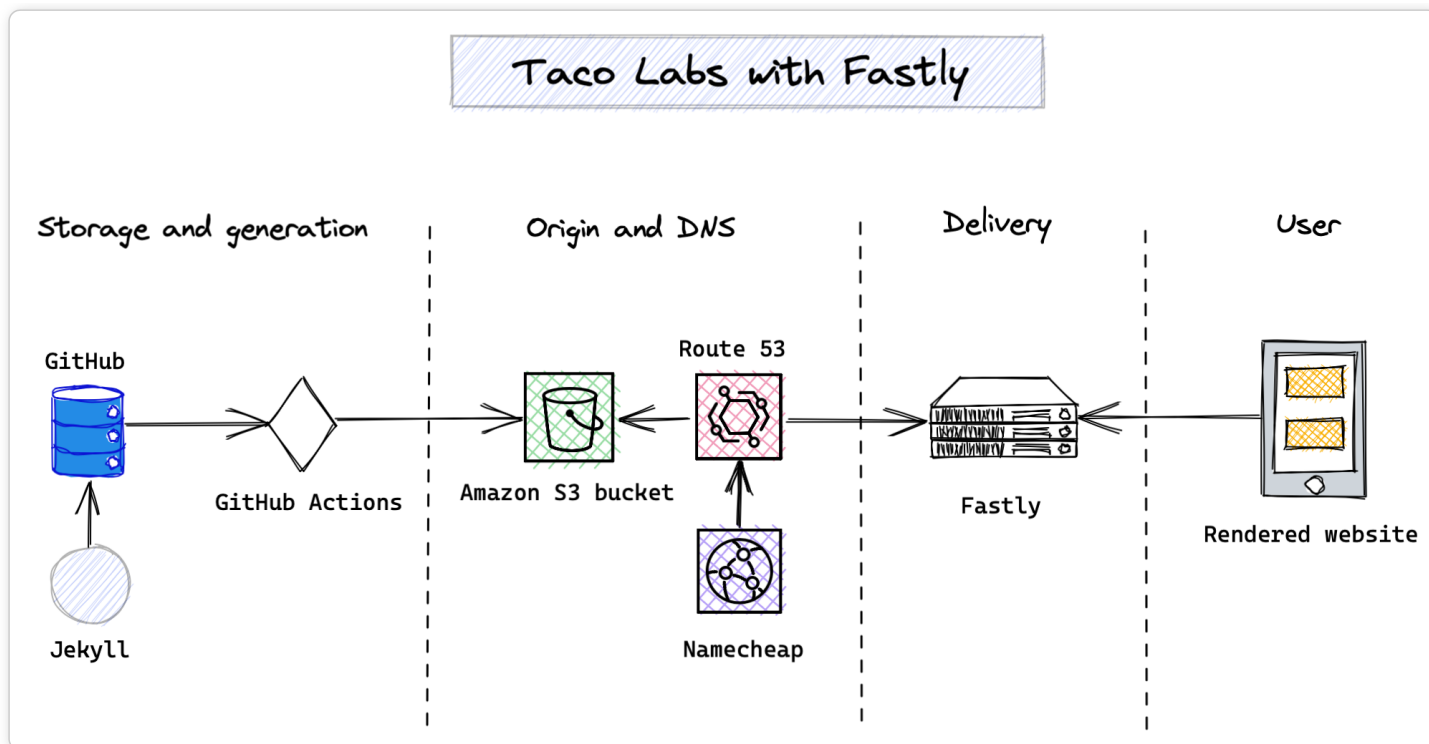 Taco Labs with Fastly
Storage and generation
Origin and DNS
Delivery
User
GitHub
GitHub Actions
Jekyll
Amazon S3 bucket
Route 53
Namecheap
Fastly
Rendered website